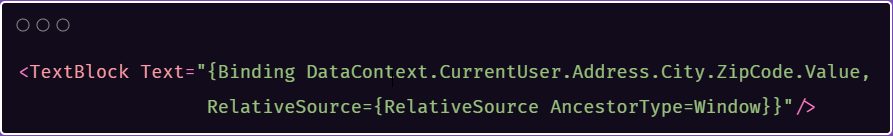 <TextBlock Text="{Binding DataContext.CurrentUser.Address.City.ZipCode.Value,
RelativeSource={RelativeSource AncestorType=Window}}"/>